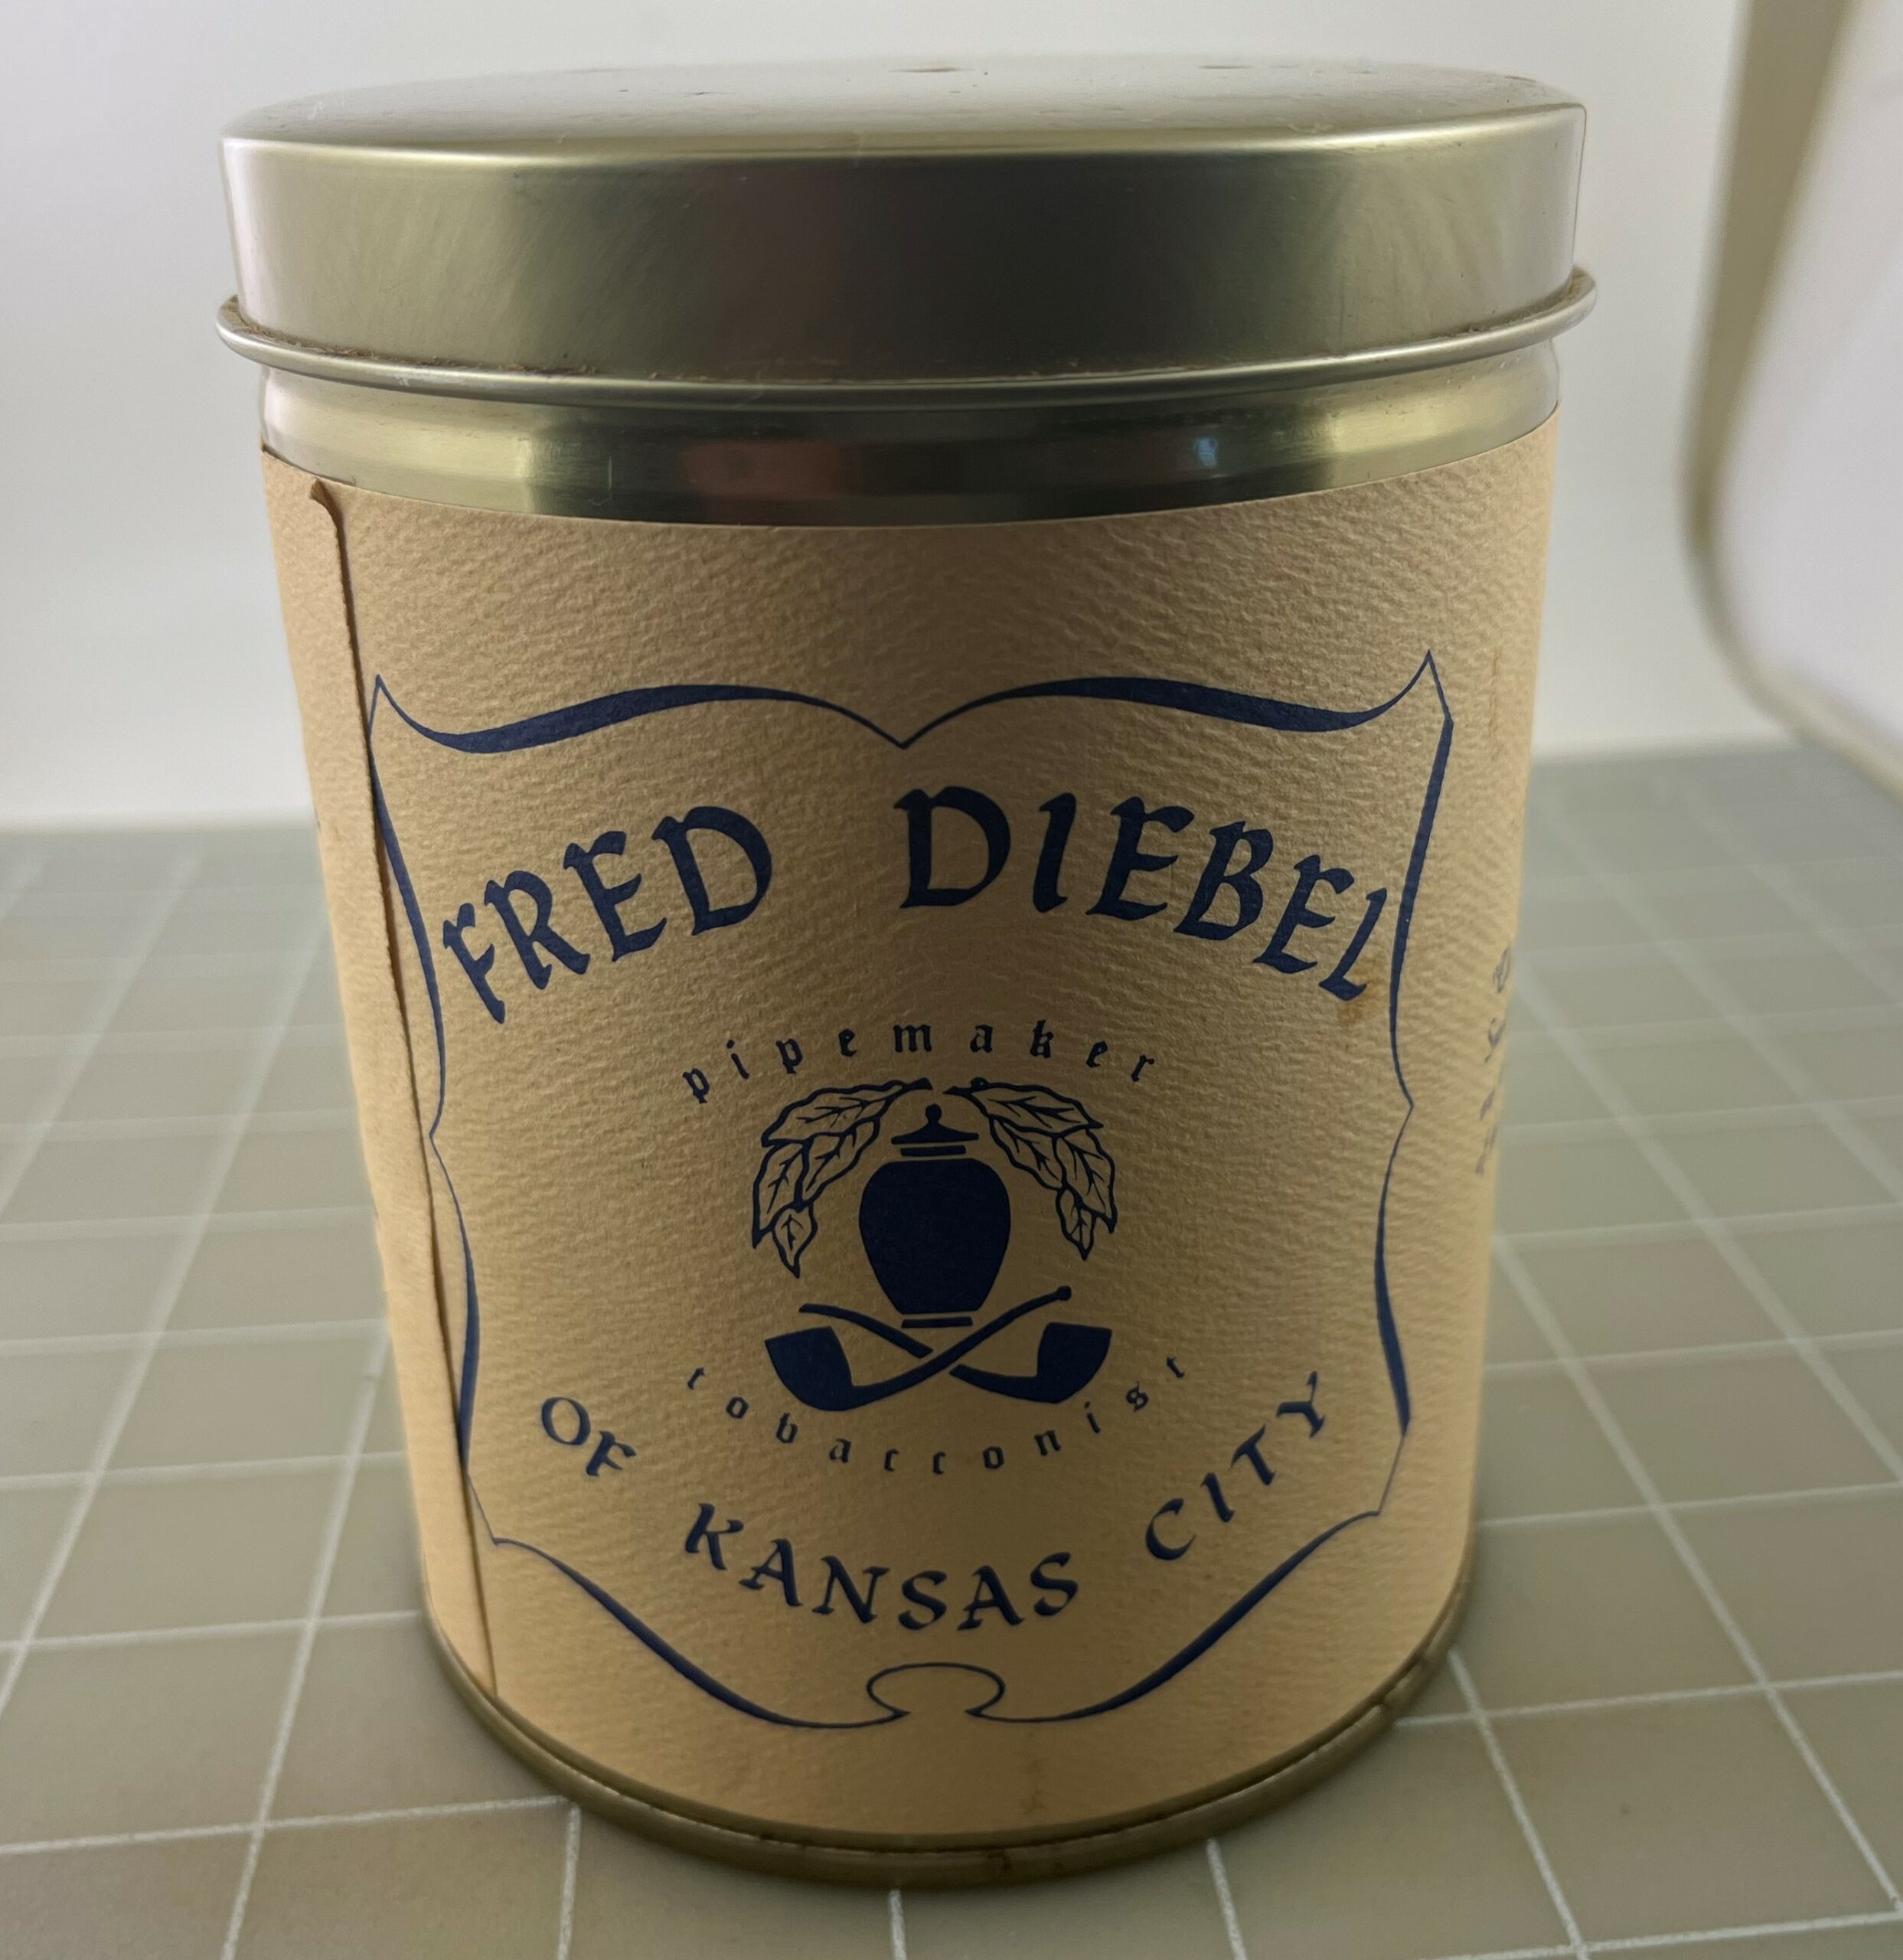 FRED DIEBEL
pipemaker
tobacconist
OF KANSAS CITY